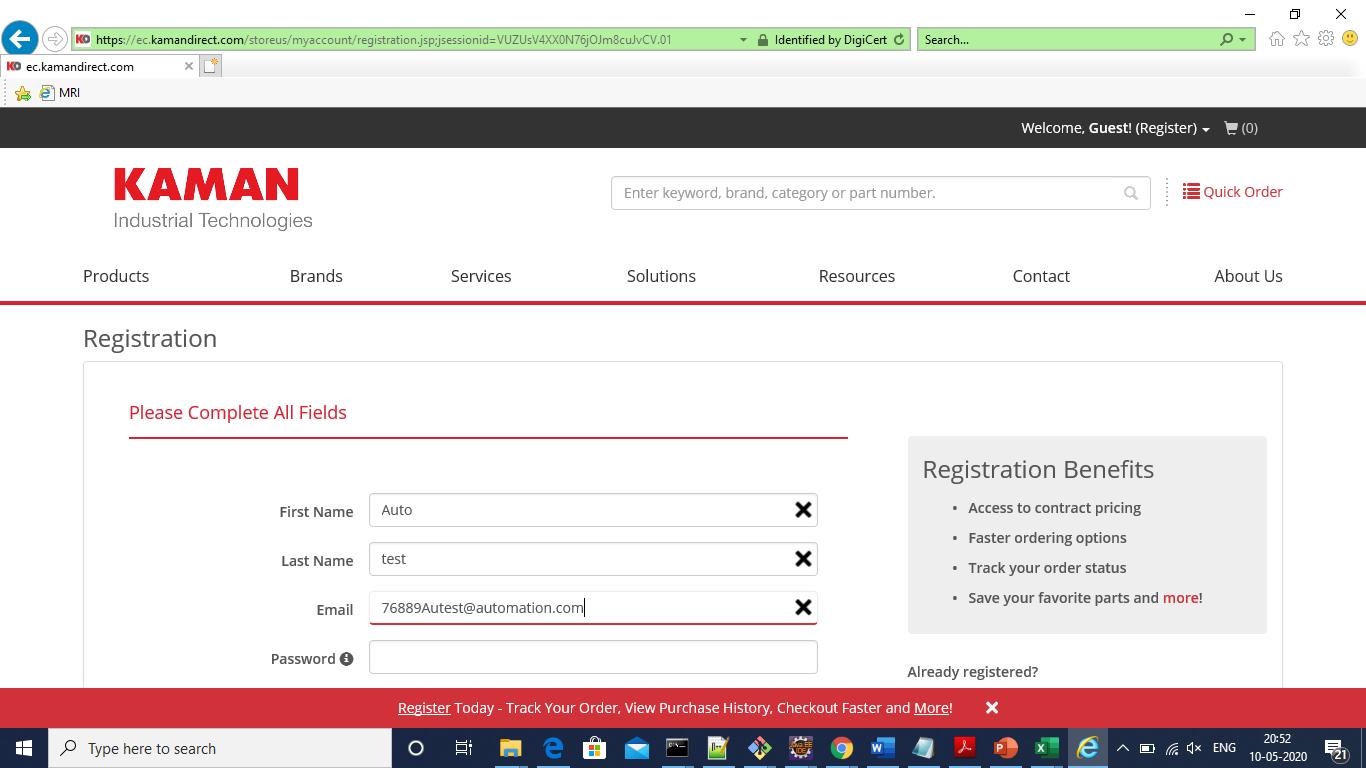 https://ec.kamandirect.com/storeus/myaccount/registration.jsp;jsessionid=VUZUsV4XX0N76jOJm8cuJvCV.01
Identified by DigiCert
Search...
KD ec.kamandirect.com
MRI
Welcome, Guest! (Register)
(0)
KAMAN
Industrial Technologies
Enter keyword, brand, category or part number.
Quick Order
Products Brands Services Solutions Resources Contact About Us
Registration
Please Complete All Fields
First Name Auto
Last Name test
Email 76889Autest@automation.com
Password
Registration Benefits
• Access to contract pricing
• Faster ordering options
• Track your order status
• Save your favorite parts and more!
Already registered?
Register Today - Track Your Order, View Purchase History, Checkout Faster and More!
Type here to search
ENG
20:52
10-05-2020
21